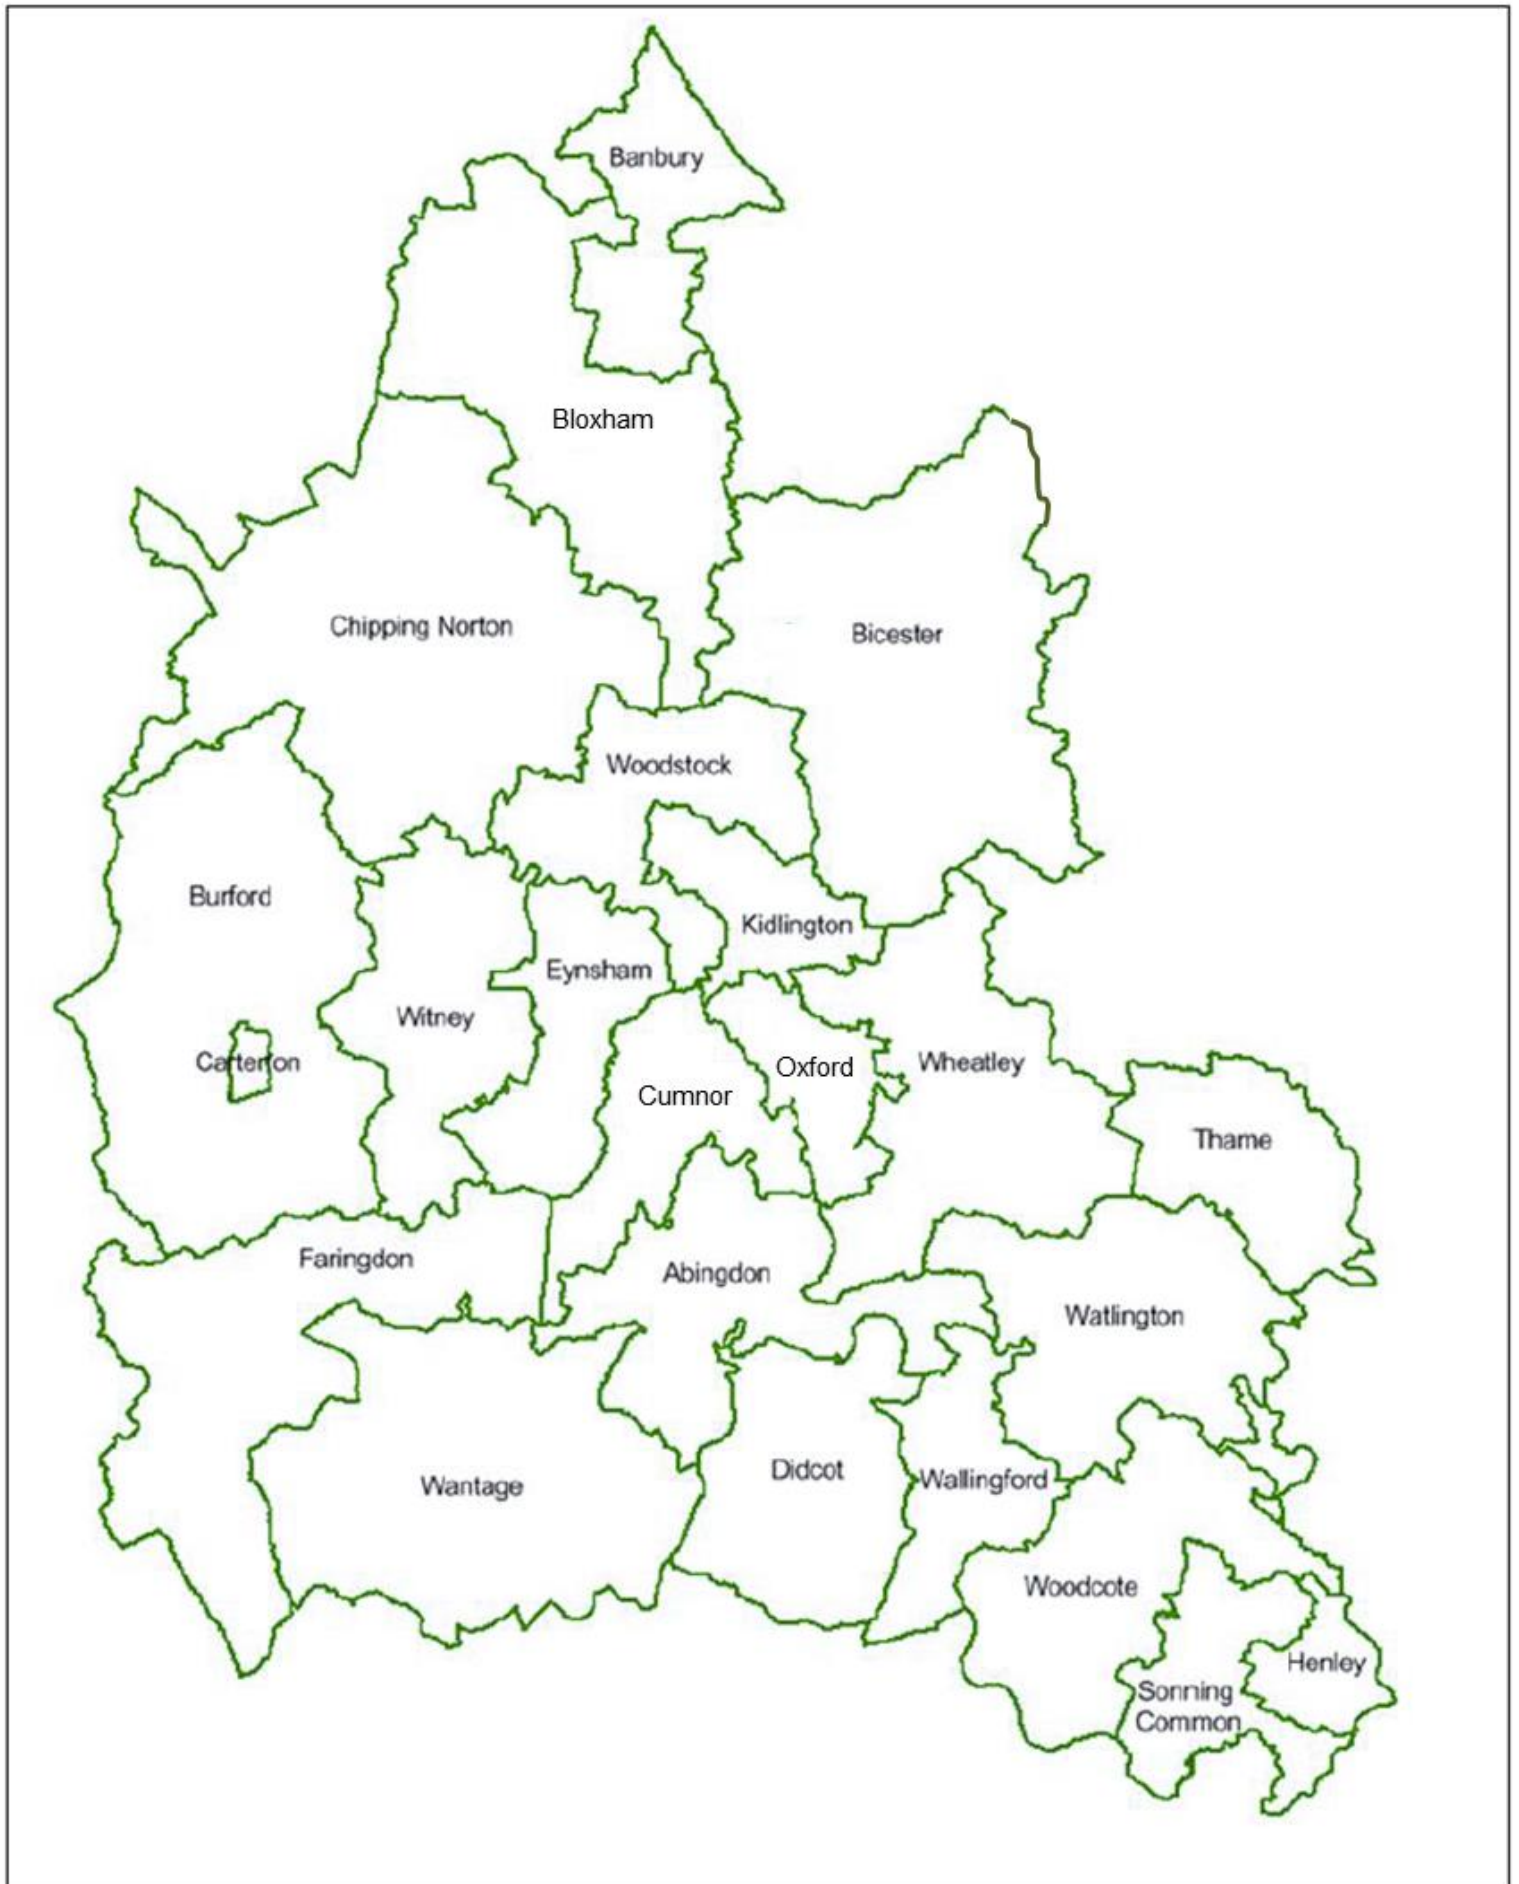 Banbury
Bloxham
Chipping Norton
Bicester
Woodstock
Burford
Kidlington
Eynsham
Witney
Carterton
Cumnor
Oxford
Wheatley
Thame
Faringdon
Abingdon
Watlington
Wantage
Didcot
Wallingford
Woodcote
Henley
Sonning
Common